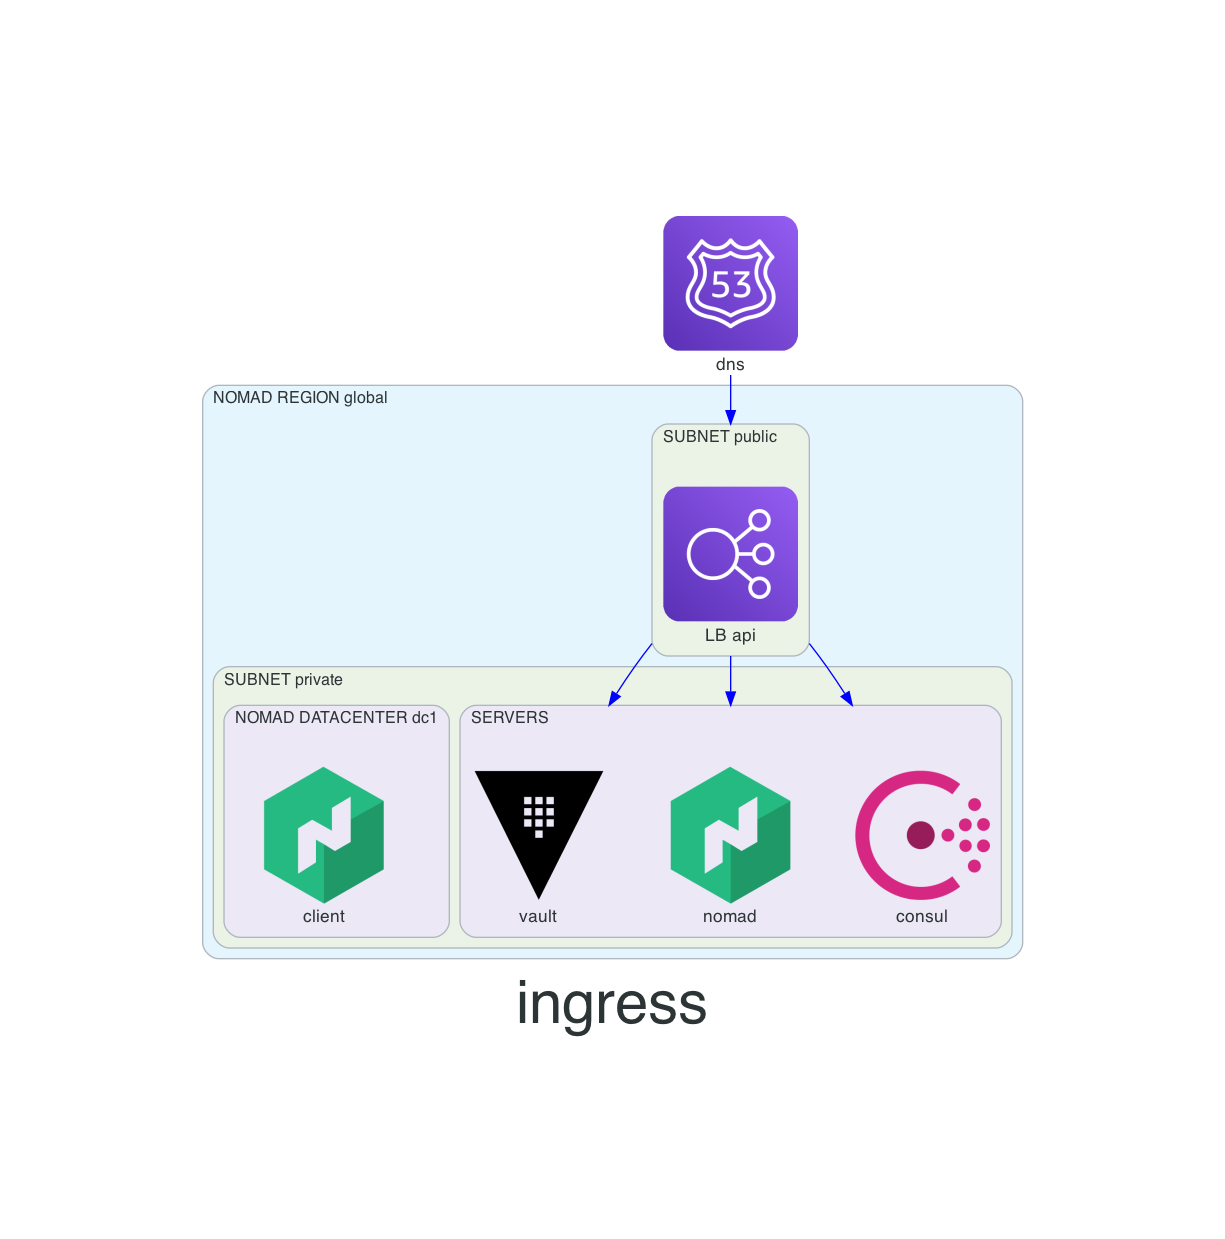 53
dns
NOMAD REGION global
SUBNET public
LB api
SUBNET private
NOMAD DATACENTER dc1
SERVERS
client
vault
nomad
consul
ingress